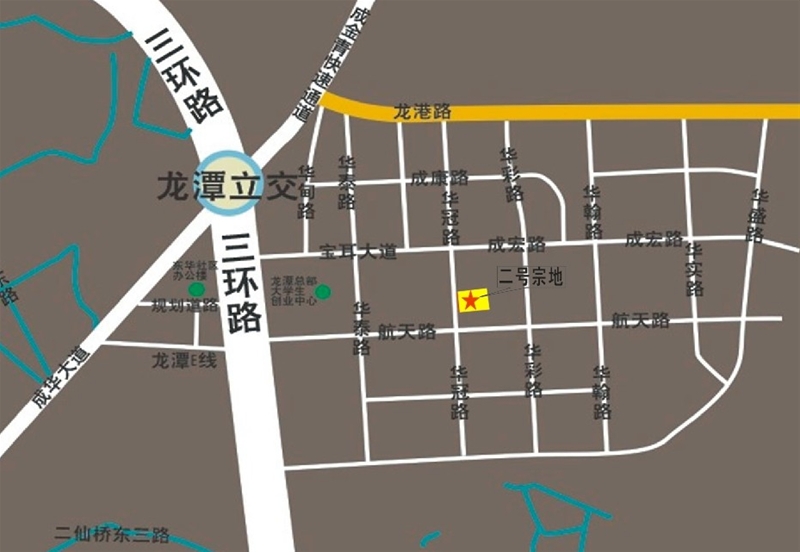 三环路
成金青快速通道
龙港路
龙潭立交
华甸路
华泰路
成康路
华冠路
华彩路
华翰路
华盛路
宝耳大道
成宏路
成宏路
华实路
三环路
东华社区
办公楼
龙潭总部
大学生
创业中心
二号宗地
规划道路
华泰路
航天路
航天路
龙潭E线
成华大道
华冠路
华彩路
华翰路
二仙桥东三路